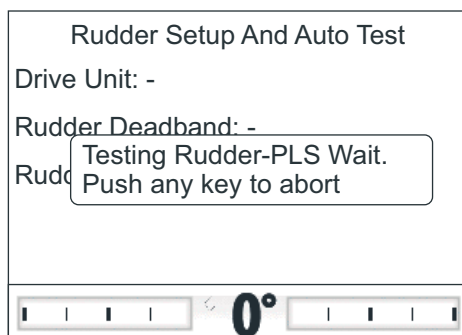 Rudder Setup And Auto Test
Drive Unit: -
Rudder Deadband: -
Testing Rudder-PLS Wait.
Push any key to abort
0°